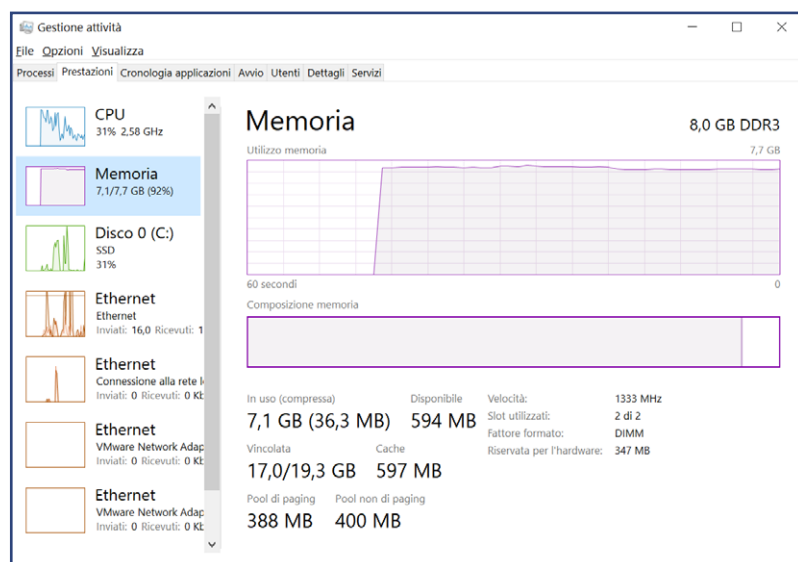 Gestione attività
File Opzioni Visualizza
Processi Prestazioni Cronologia applicazioni Avvio Utenti Dettagli Servizi
CPU
31% 2,58 GHz
Memoria
7,1/7,7 GB (92%)
Disco 0 (C:)
SSD
31%
Ethernet
Ethernet
Inviati: 16,0 Ricevuti: 1
Ethernet
Connessione alla rete l
Inviati: 0 Ricevuti: 0 Kb
Ethernet
VMware Network Adap
Inviati: 0 Ricevuti: 0 Kb
Ethernet
VMware Network Adap
Inviati: 0 Ricevuti: 0 Kb
Memoria 8,0 GB DDR3
Utilizzo memoria 7,7 GB
60 secondi 0
Composizione memoria
In uso (compressa) Disponibile
7,1 GB (36,3 MB) 594 MB
Vincolata Cache
17,0/19,3 GB 597 MB
Pool di paging Pool non di paging
388 MB 400 MB
Velocità: 1333 MHz
Slot utilizzati: 2 di 2
Fattore formato: DIMM
Riservata per l'hardware: 347 MB